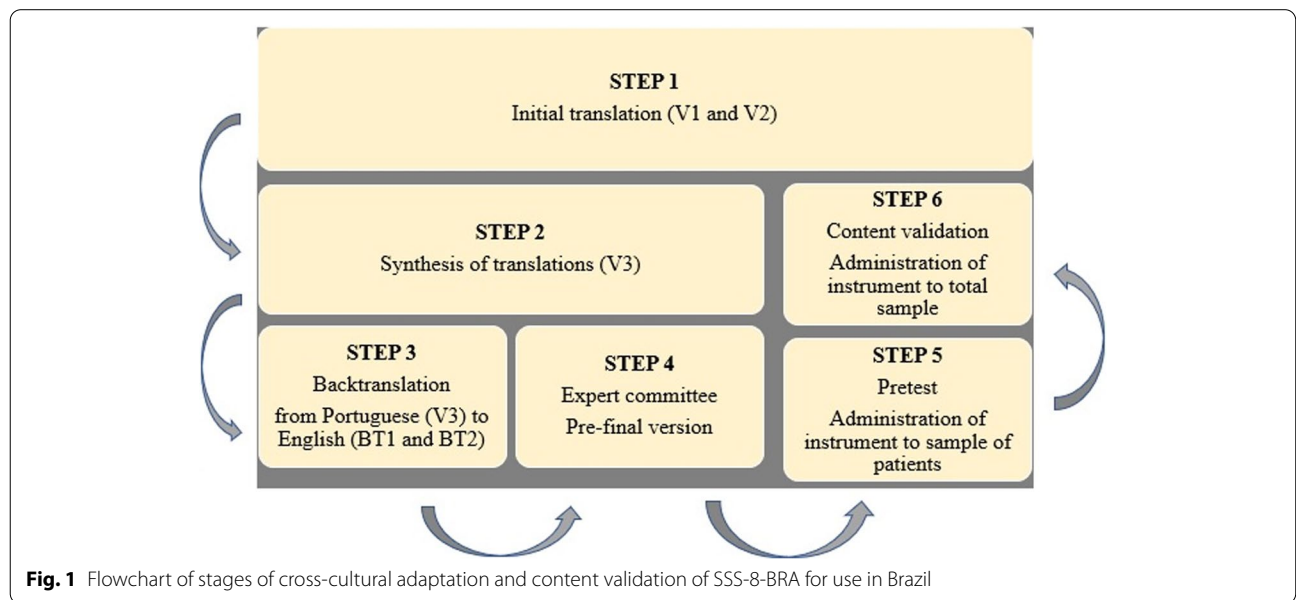 STEP 1
Initial translation (V1 and V2)
STEP 2
Synthesis of translations (V3)
STEP 3
Backtranslation
from Portuguese (V3) to
English (BT1 and BT2)
STEP 4
Expert committee
Pre-final version
STEP 5
Pretest
Administration of
instrument to sample of
patients
STEP 6
Content validation
Administration of
instrument to total
sample
Fig. 1 Flowchart of stages of cross-cultural adaptation and content validation of SSS-8-BRA for use in Brazil